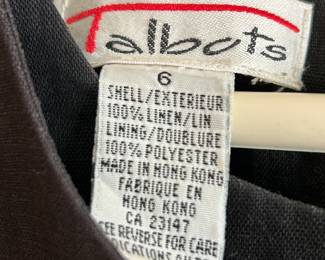 Talbots
6
SHELL/EXTERIEUR
100% LINEN/LIN
LINING/DOUBLURE
100% POLYESTER
MADE IN HONG KONG
FABRIQUE EN
HONG KONG
CA 23147
SEE REVERSE FOR CARE